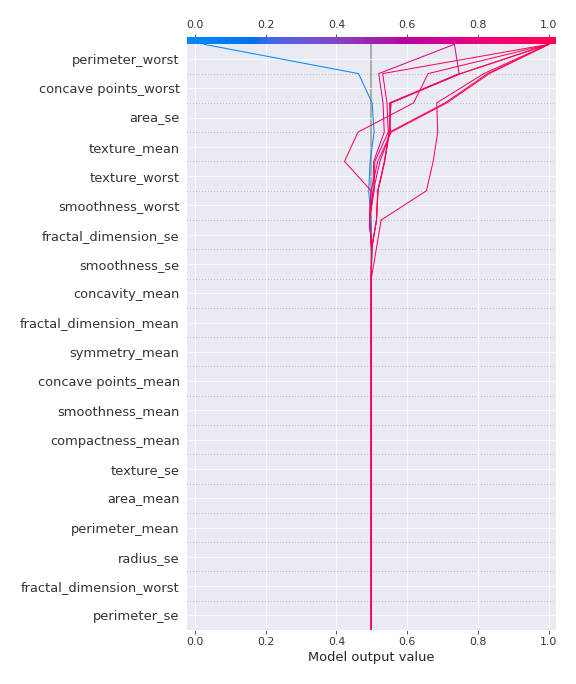 0.0 0.2 0.4 0.6 0.8 1.0
perimeter_worst
concave points_worst
area_se
texture_mean
texture_worst
smoothness_worst
fractal_dimension_se
smoothness_se
concavity_mean
fractal_dimension_mean
symmetry_mean
concave points_mean
smoothness_mean
compactness_mean
texture_se
area_mean
perimeter_mean
radius_se
fractal_dimension_worst
perimeter_se
0.0 0.2 0.4 0.6 0.8 1.0
Model output value